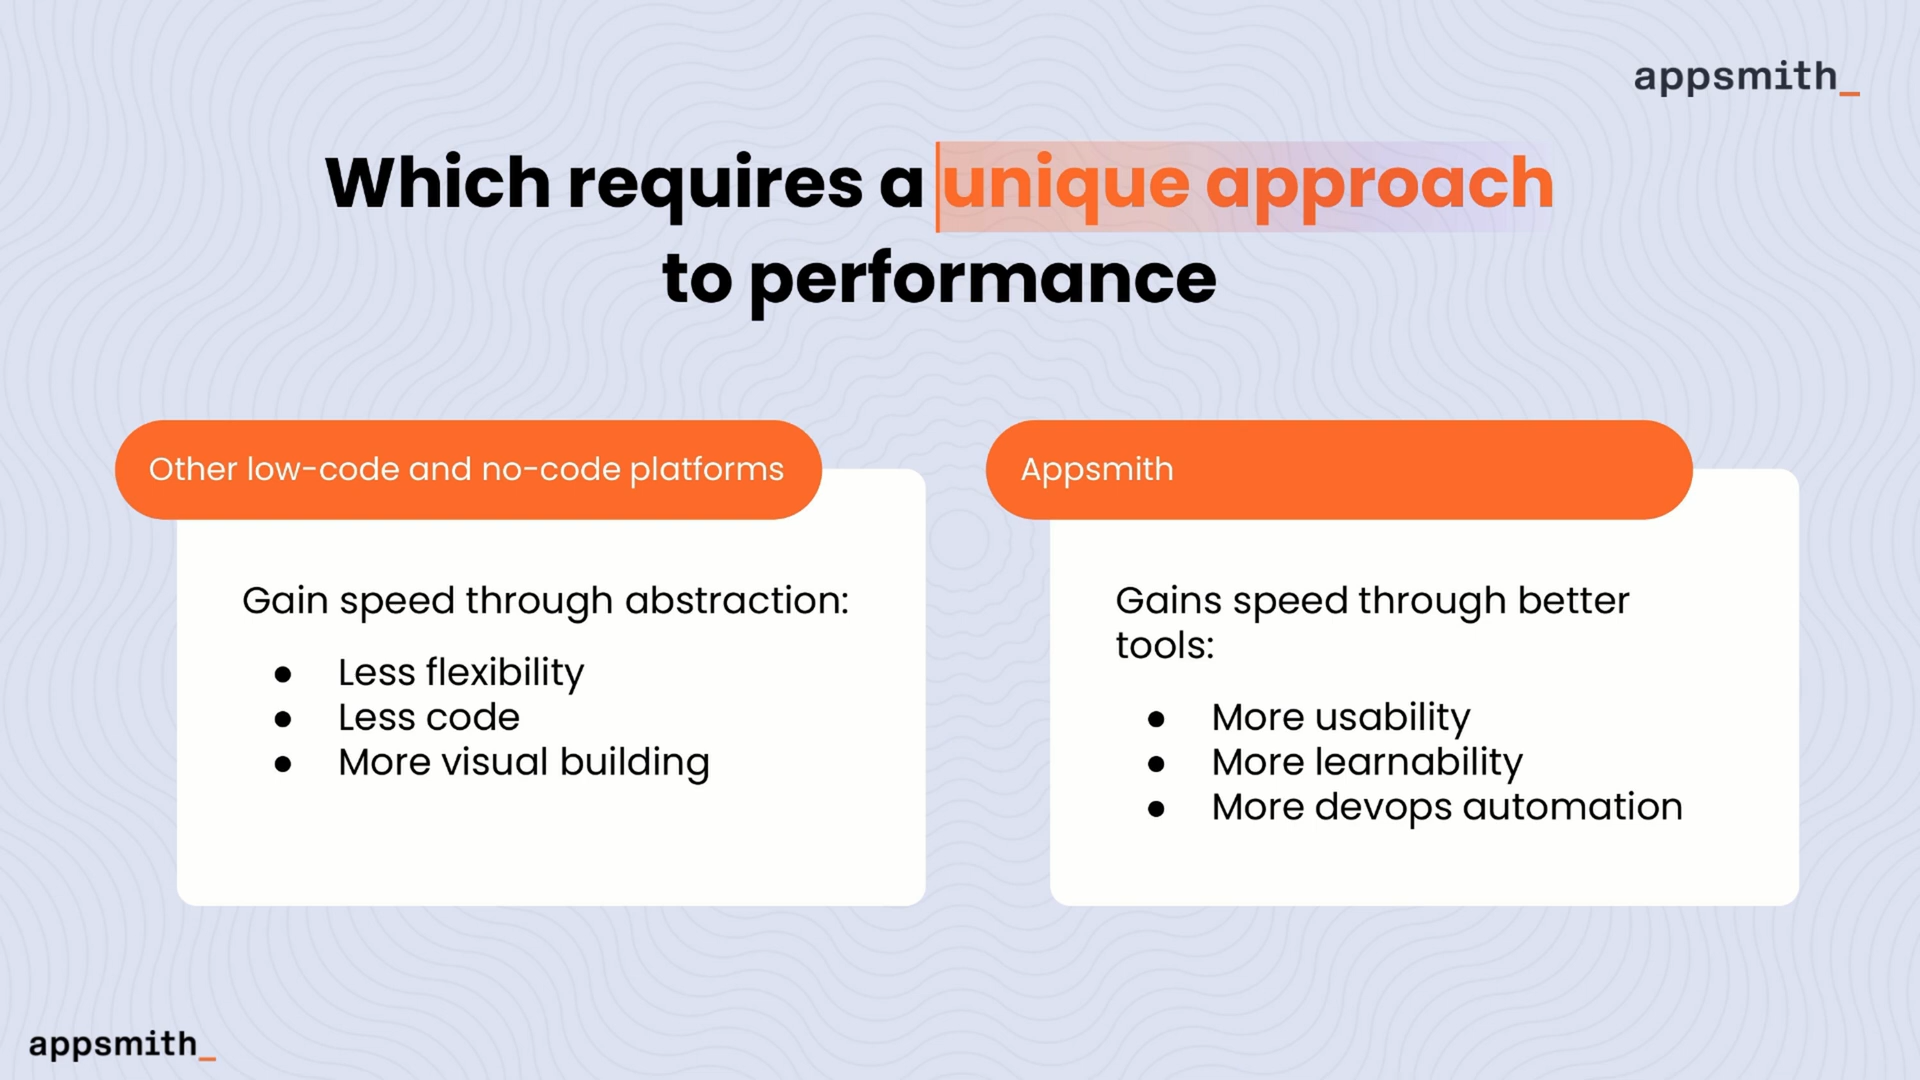 appsmith_
Which requires a unique approach
to performance
Other low-code and no-code platforms
Gain speed through abstraction:
● Less flexibility
● Less code
● More visual building
Appsmith
Gains speed through better
tools:
● More usability
● More learnability
● More devops automation
appsmith_